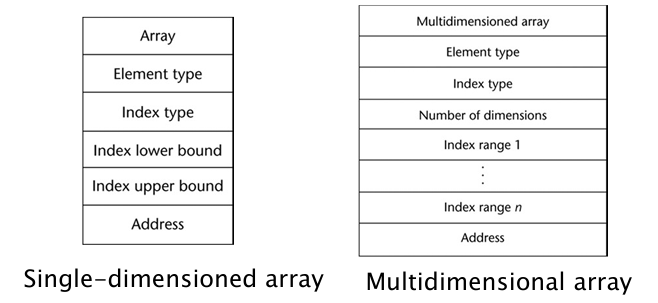 Array
Element type
Index type
Index lower bound
Index upper bound
Address
Single-dimensioned array
Multidimensioned array
Element type
Index type
Number of dimensions
Index range 1
⋮
Index range n
Address
Multidimensional array